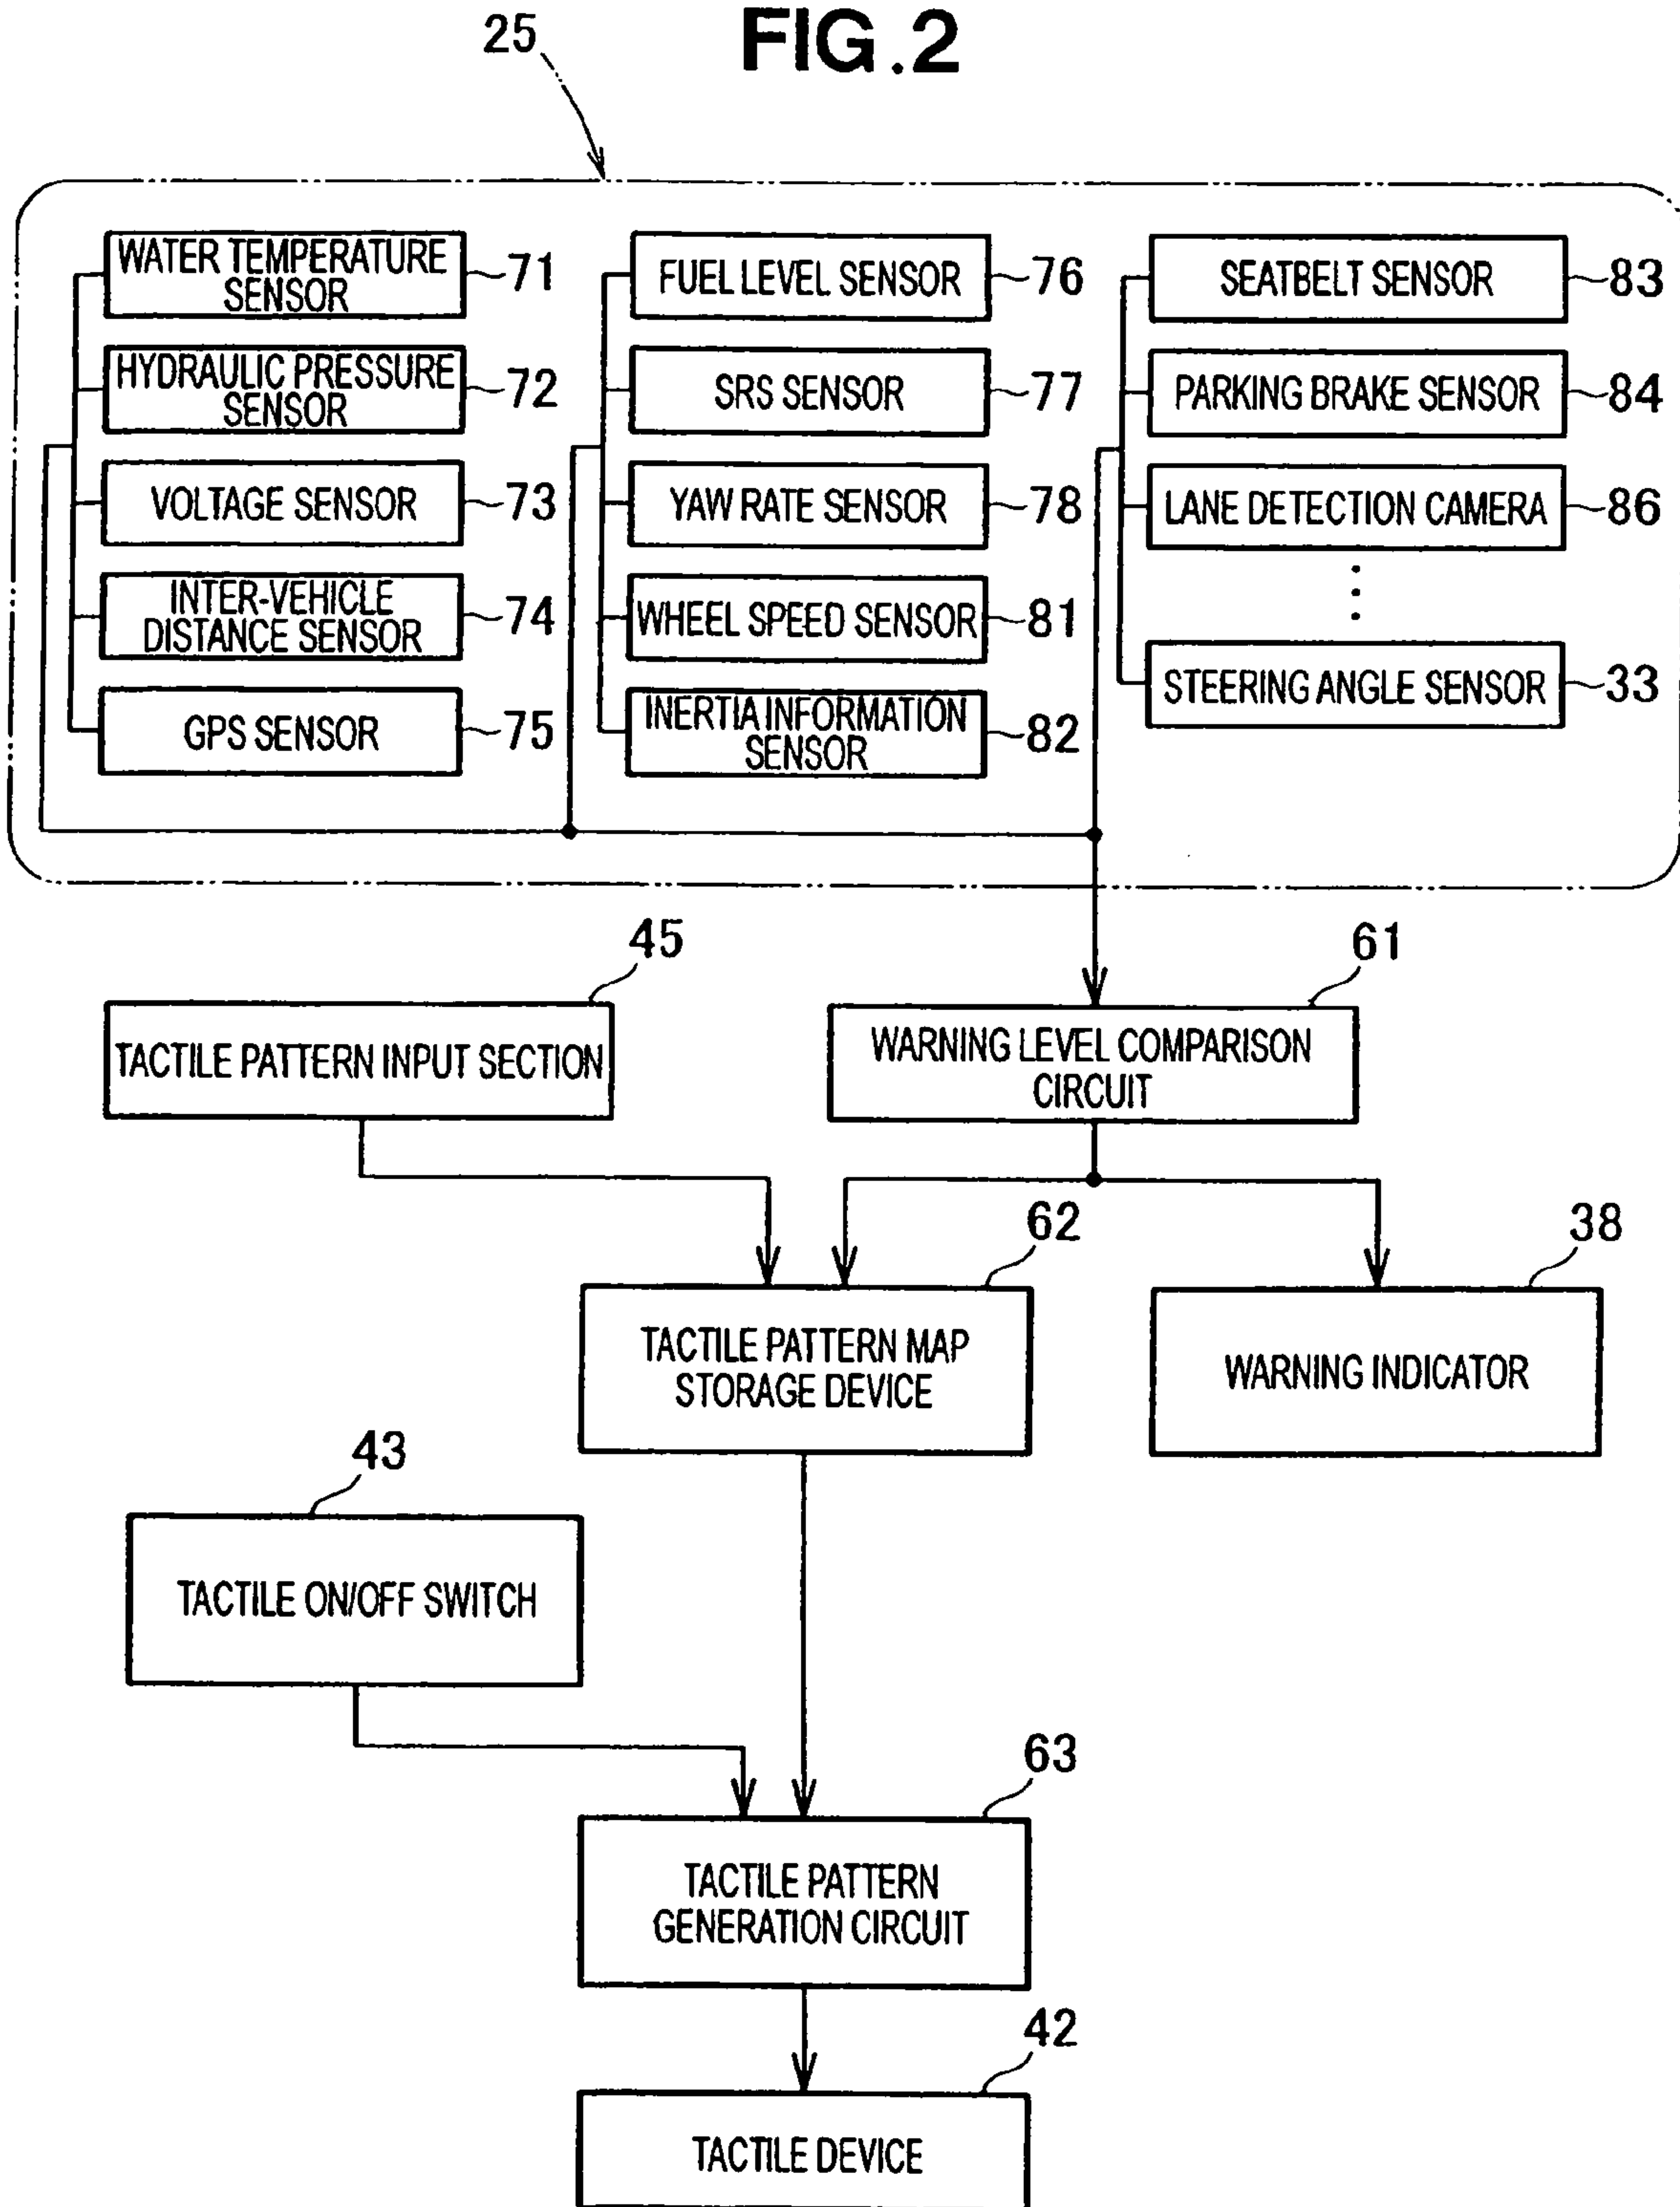 FIG.2
25
WATER TEMPERATURE
SENSOR
71
HYDRAULIC PRESSURE
SENSOR
72
VOLTAGE SENSOR
73
INTER-VEHICLE
DISTANCE SENSOR
74
GPS SENSOR
75
FUEL LEVEL SENSOR
76
SRS SENSOR
77
YAW RATE SENSOR
78
WHEEL SPEED SENSOR
81
INERTIA INFORMATION
SENSOR
82
SEATBELT SENSOR
83
PARKING BRAKE SENSOR
84
LANE DETECTION CAMERA
86
STEERING ANGLE SENSOR
33
45
TACTILE PATTERN INPUT SECTION
61
WARNING LEVEL COMPARISON
CIRCUIT
62
TACTILE PATTERN MAP
STORAGE DEVICE
38
WARNING INDICATOR
43
TACTILE ON/OFF SWITCH
63
TACTILE PATTERN
GENERATION CIRCUIT
42
TACTILE DEVICE